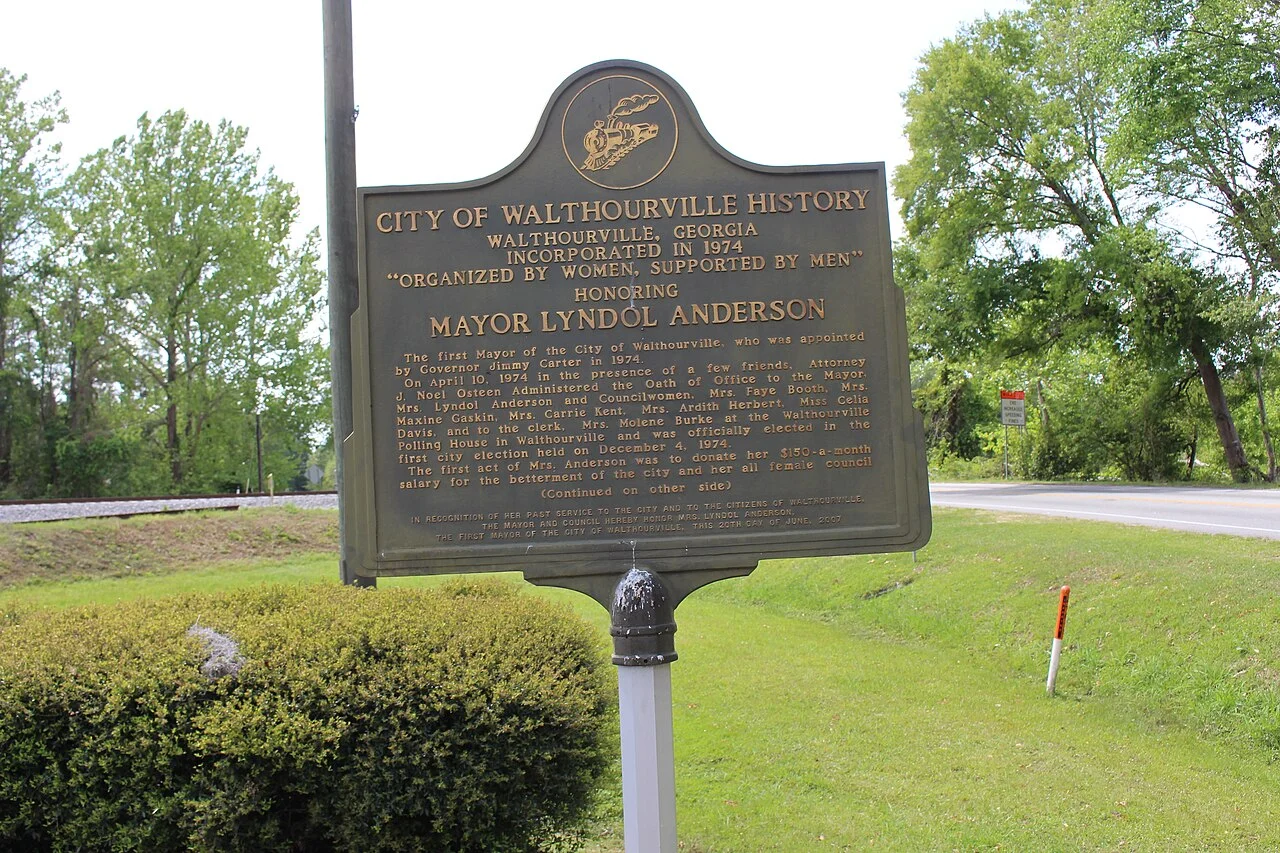 CITY OF WALTHOURVILLE HISTORY
WALTHOURVILLE, GEORGIA
INCORPORATED IN 1974
"ORGANIZED BY WOMEN, SUPPORTED BY MEN"
HONORING
MAYOR LYNDOL ANDERSON
The first Mayor of the City of Walthourville, who was appointed
by Governor Jimmy Carter in 1974.
On April 10, 1974 in the presence of a few friends, Attorney
J. Noel Osteen Administered the Oath of Office to the Mayor,
Mrs. Lyndol Anderson and Councilwomen, Mrs. Faye Booth, Mrs.
Maxine Gaskin, Mrs. Carrie Kent, Mrs. Ardith Herbert, Miss Celia
Davis, and to the clerk, Mrs. Molene Burke at the Walthourville
Polling House in Walthourville and was officially elected in the
first city election held on December 4, 1974.
The first act of Mrs. Anderson was to donate her $150-a-month
salary for the betterment of the city and her all female council
(Continued on other side)
IN RECOGNITION OF HER PAST SERVICE TO THE CITY AND TO THE CITIZENS OF WALTHOURVILLE,
THE MAYOR AND COUNCIL HEREBY HONOR MRS. LYNDOL ANDERSON,
THE FIRST MAYOR OF THE CITY OF WALTHOURVILLE, THIS 20TH DAY OF JUNE, 2007